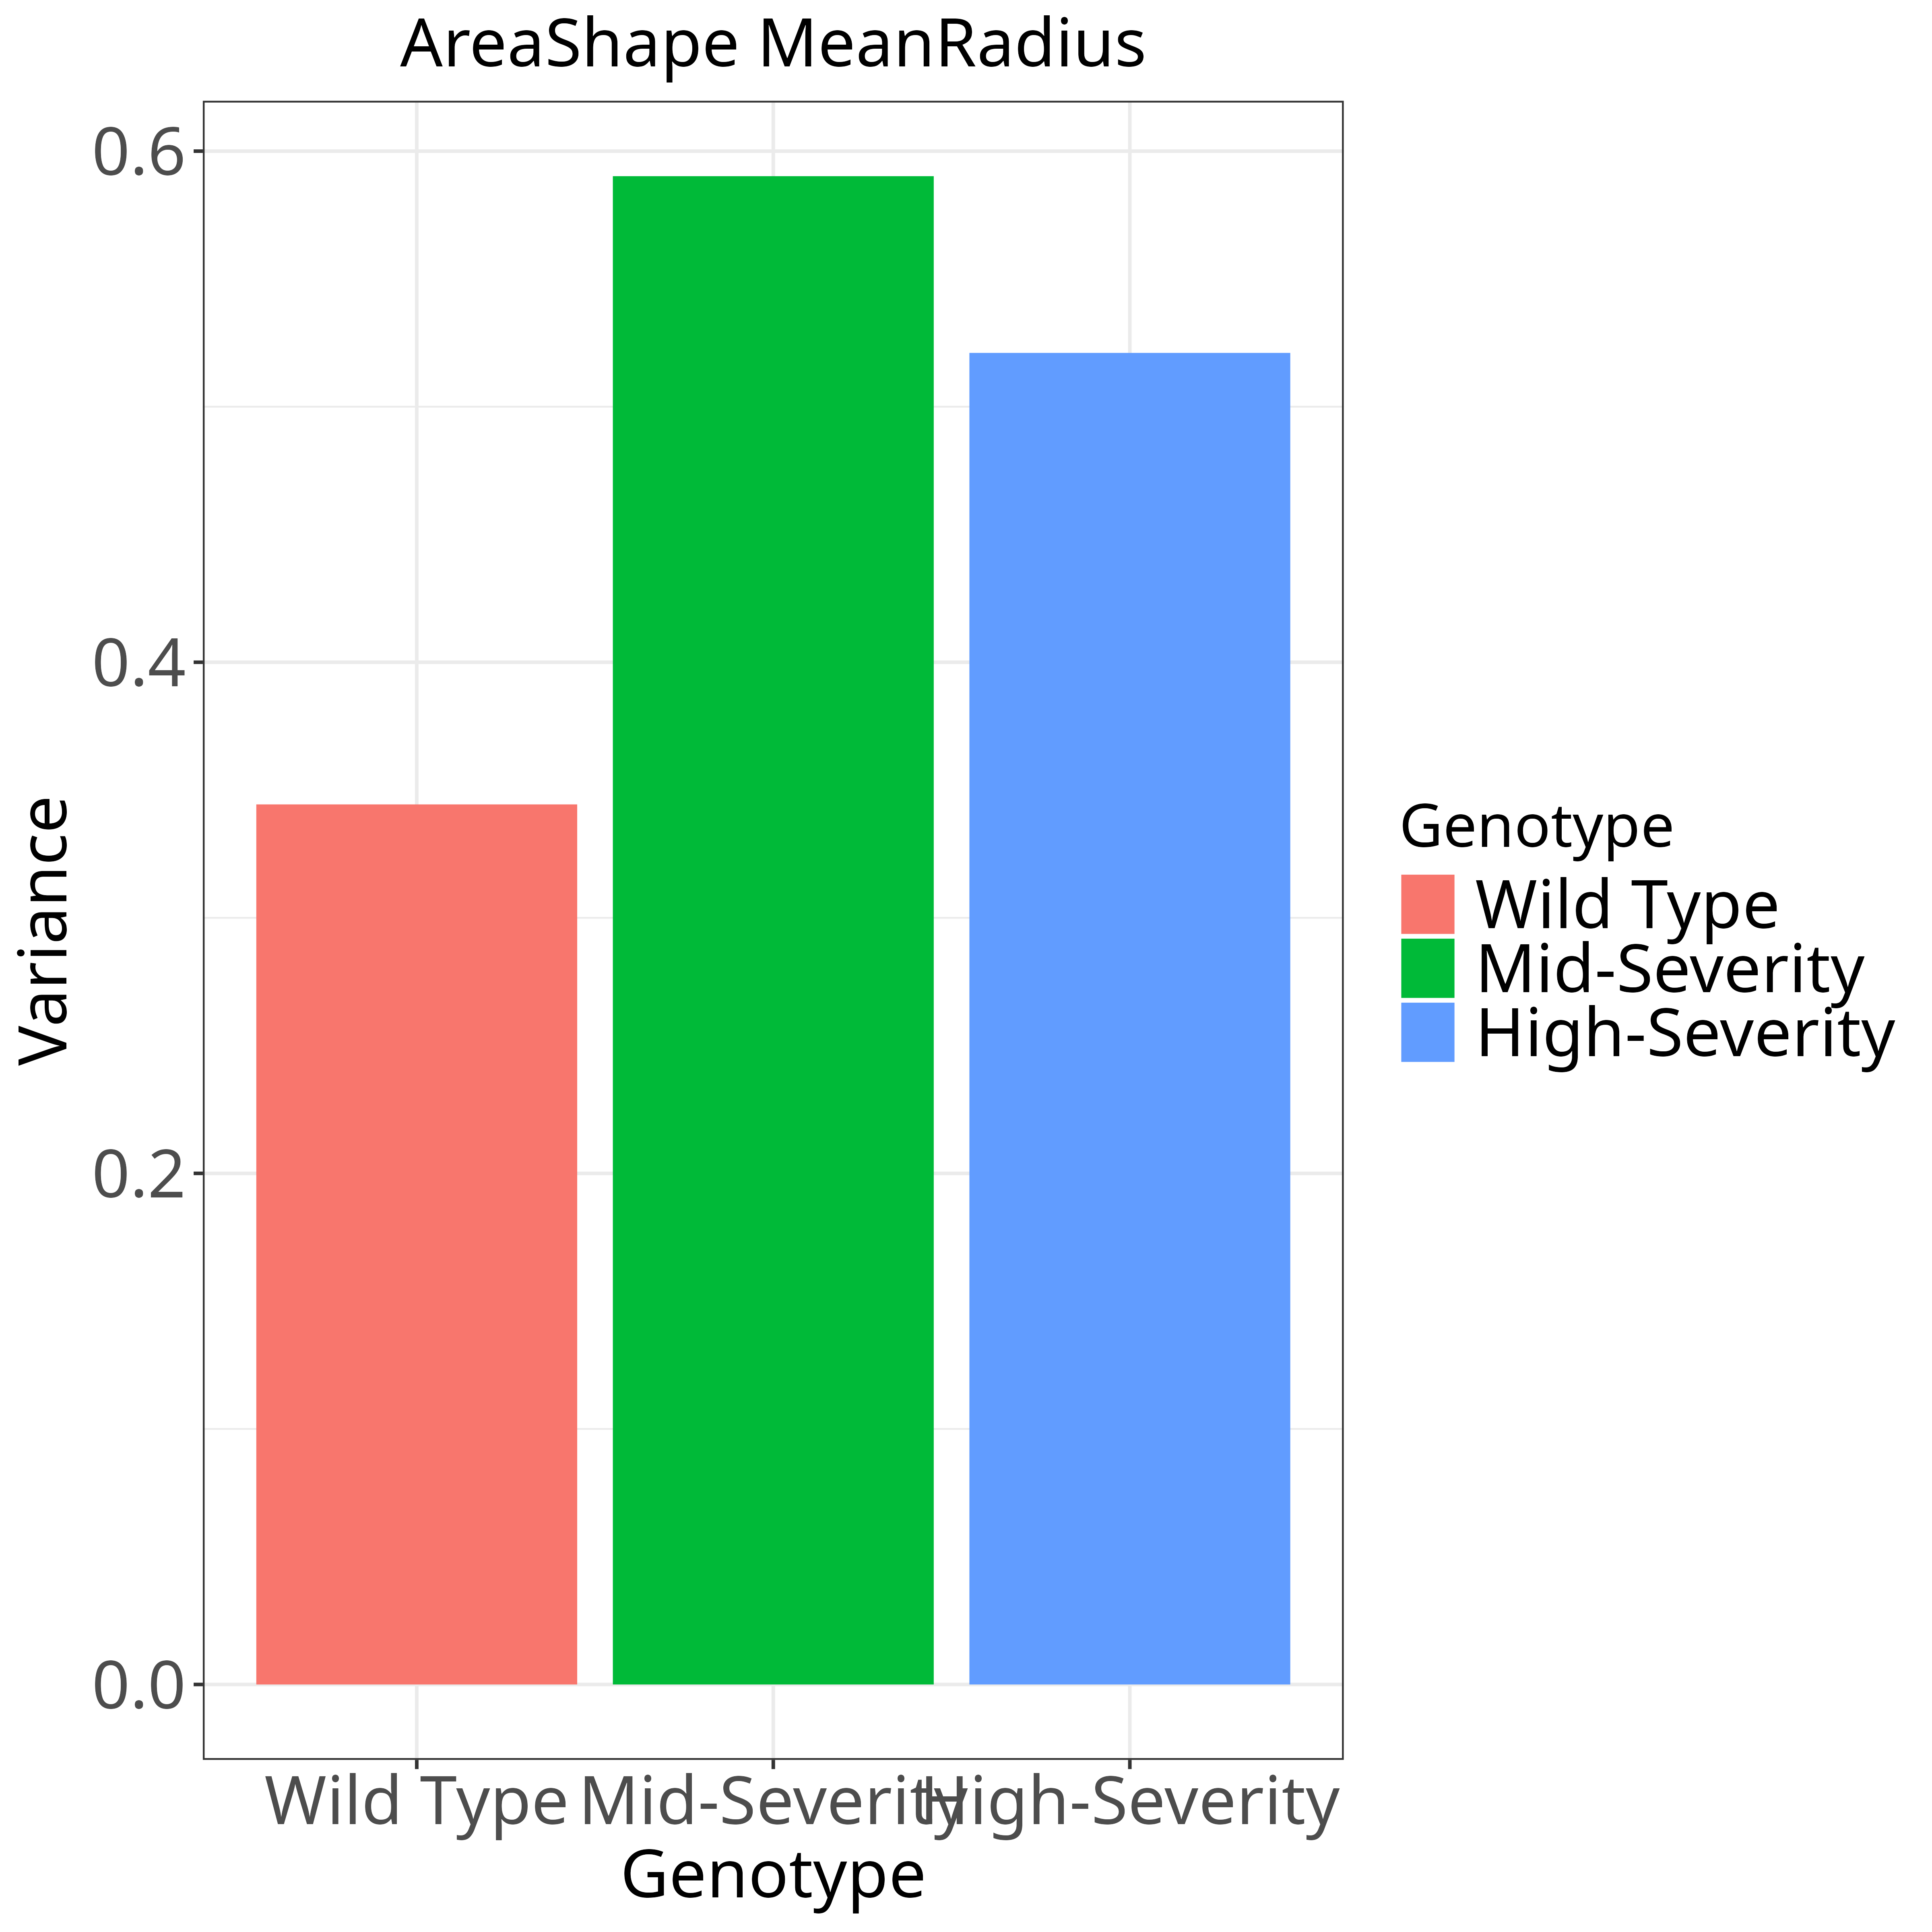 AreaShape MeanRadius
0.6
0.4
0.2
0.0
Variance
Wild Type Mid-Severity High-Severity
Genotype
Genotype
Wild Type
Mid-Severity
High-Severity